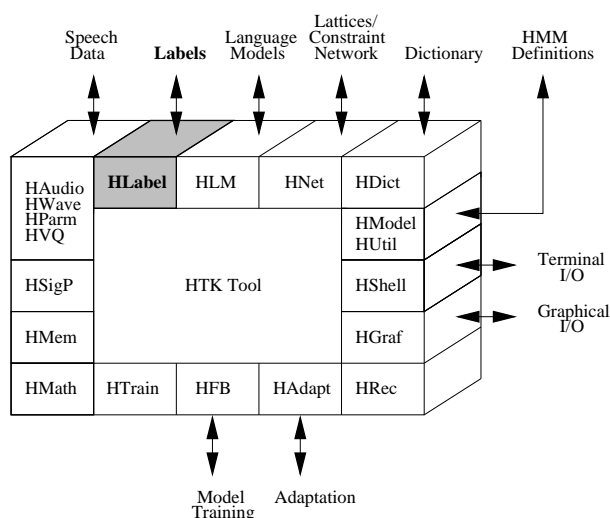 Speech
Data
Labels
Language
Models
Lattices/
Constraint
Network
Dictionary
HMM
Definitions
HAudio
HWave
HParm
HVQ
HLabel
HLM
HNet
HDict
HModel
HUtil
HSigP
HTK Tool
HShell
Terminal
I/O
HMem
HGraf
Graphical
I/O
HMath
HTrain
HFB
HAdapt
HRec
Model
Training
Adaptation